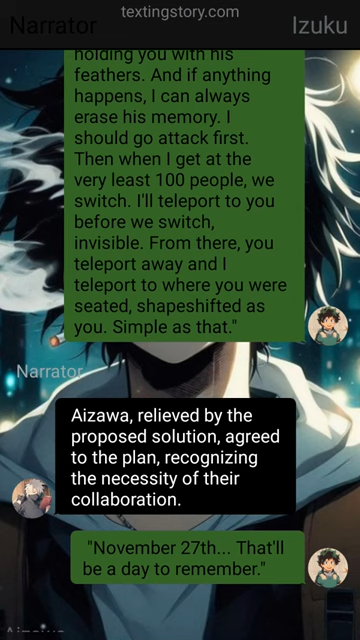 textingstory.com
Narrator
Izuku
holding you with his
feathers. And if anything
happens, I can always
erase his memory. I
should go attack first.
Then when I get at the
very least 100 people, we
switch. I'll teleport to you
before we switch,
invisible. From there, you
teleport away and I
teleport to where you were
seated, shapeshifted as
you. Simple as that."
Narrator
Aizawa, relieved by the
proposed solution, agreed
to the plan, recognizing
the necessity of their
collaboration.
"November 27th... That'll
be a day to remember."